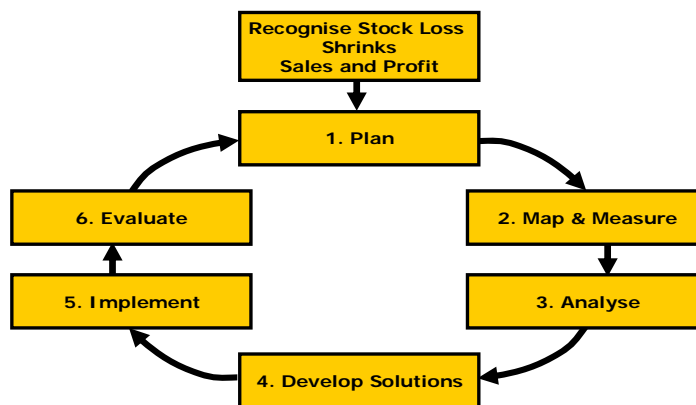 Recognise Stock Loss
Shrinks
Sales and Profit
1. Plan
2. Map & Measure
3. Analyse
4. Develop Solutions
5. Implement
6. Evaluate